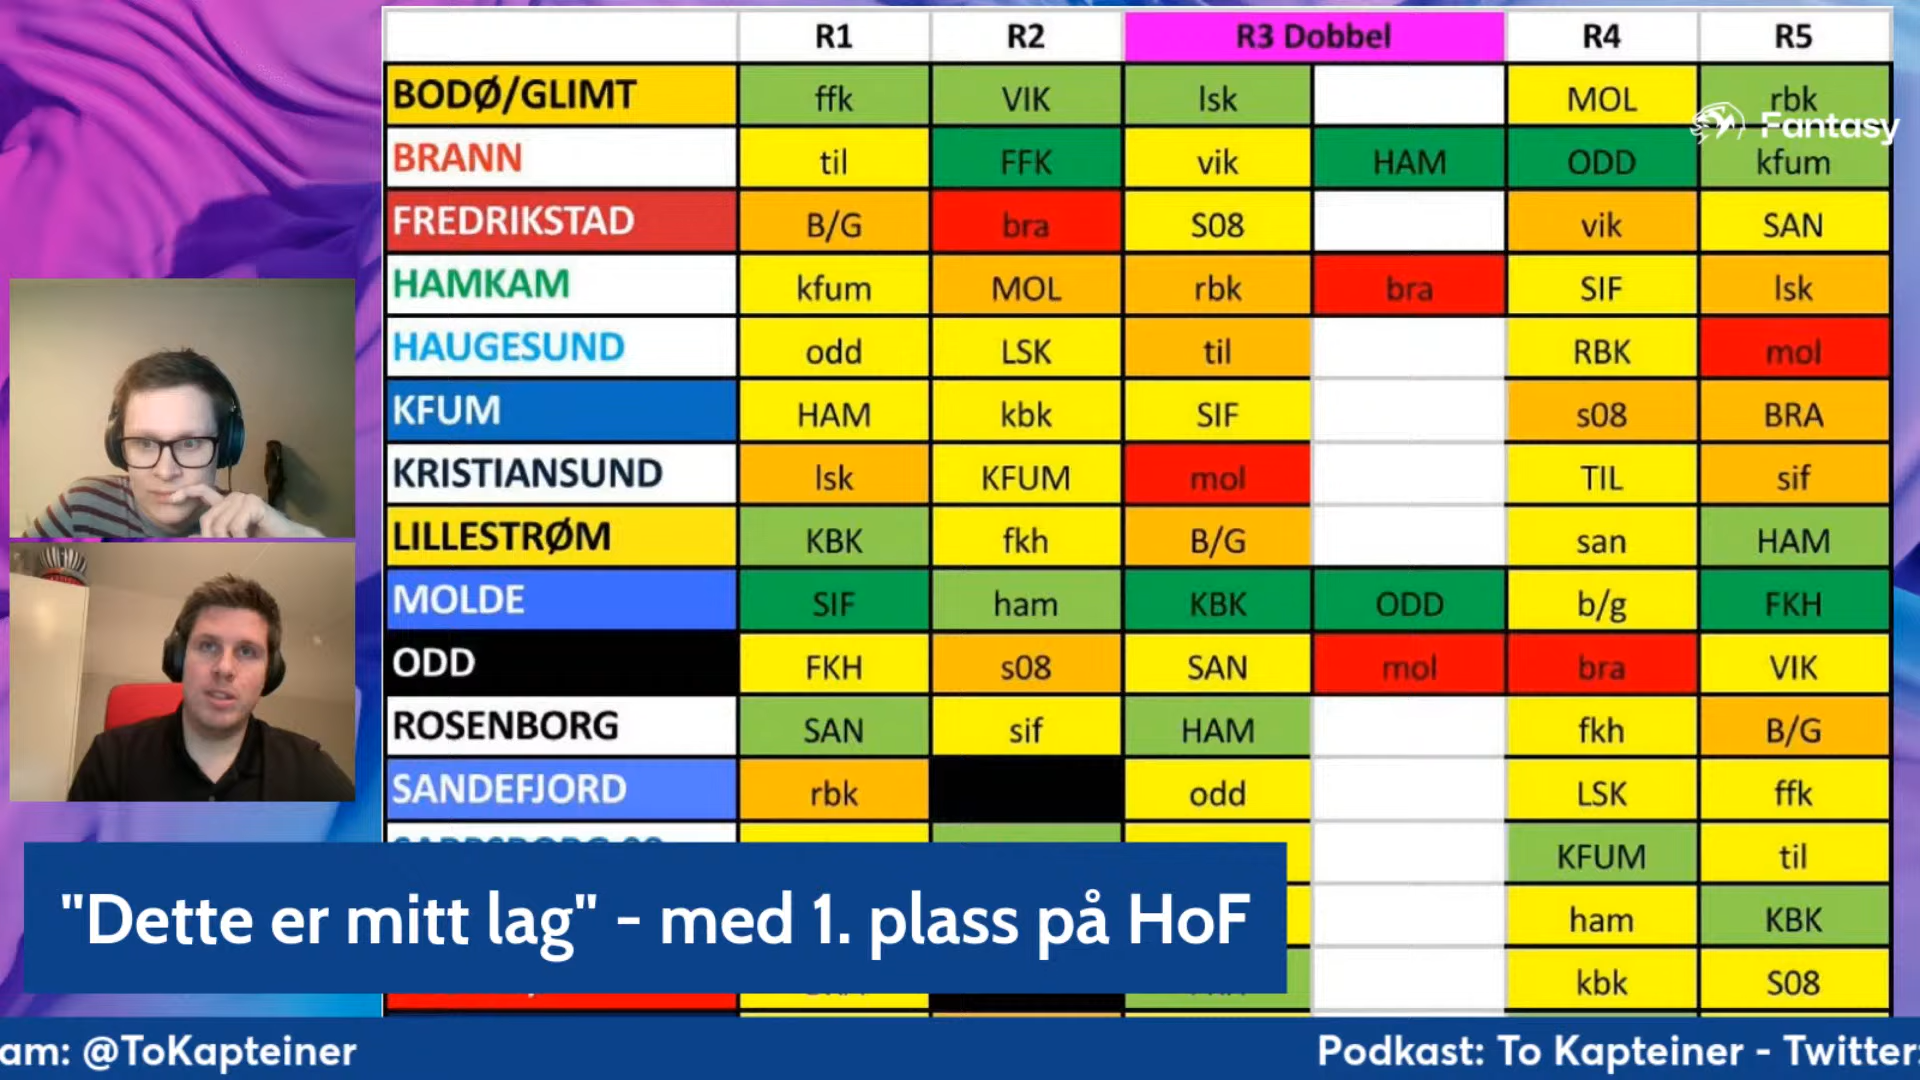 R1 R2 R3 Dobbel R4 R5
BODØ/GLIMT ffk VIK lsk MOL rbk
Fantasy
BRANN til FFK vik HAM ODD kfum
FREDRIKSTAD B/G bra S08 vik SAN
HAMKAM kfum MOL rbk bra SIF lsk
HAUGESUND odd LSK til RBK mol
KFUM HAM kbk SIF s08 BRA
KRISTIANSUND lsk KFUM mol TIL sif
LILLESTRØM KBK fkh B/G san HAM
MOLDE SIF ham KBK ODD b/g FKH
ODD FKH s08 SAN mol bra VIK
ROSENBORG SAN sif HAM fkh B/G
SANDEFJORD rbk odd LSK ffk
KFUM til
ham KBK
kbk S08
"Dette er mitt lag" - med 1. plass på HoF
am: @ToKapteiner Podkast: To Kapteiner - Twitter: